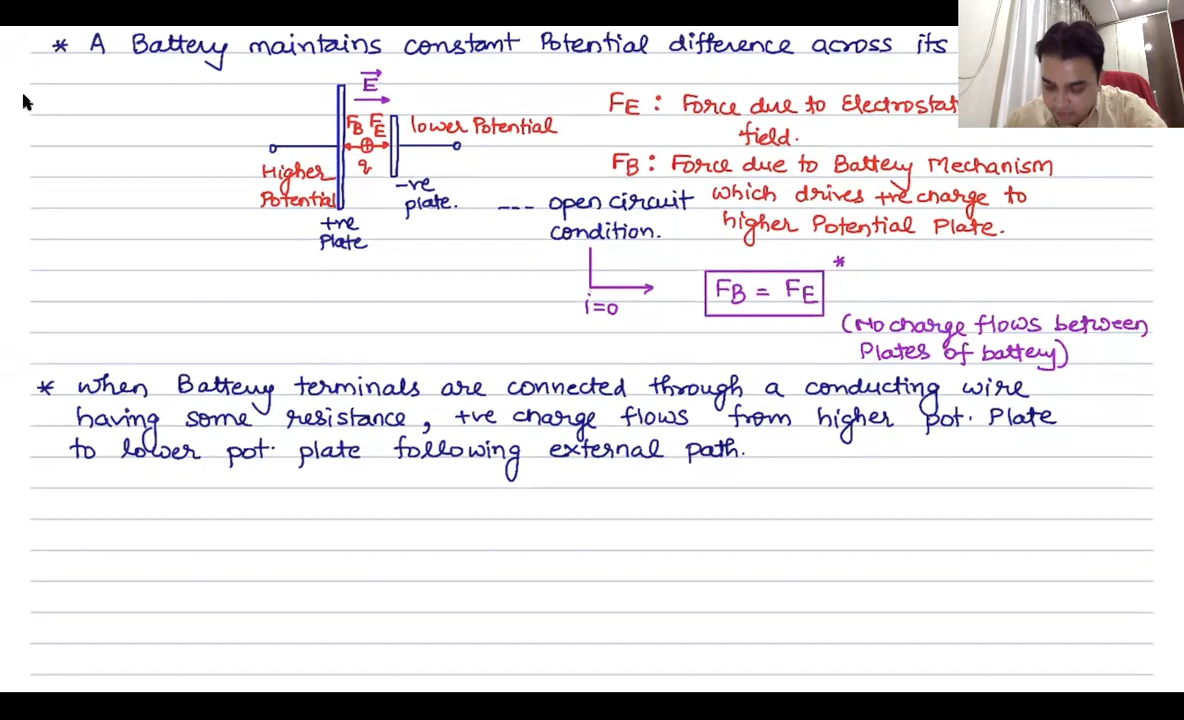 * A Battery maintains constant Potential difference across its
E
FB FE
lower Potential
q
Higher
Potential
-ve
plate.
+ve
Plate
FE : Force due to Electrostat
field.
FB : Force due to Battery Mechanism
which drives +ve charge to
higher Potential Plate.
--- open circuit
condition.
i=0
FB = FE
*
(No charge flows between
Plates of battery)
* when Battery terminals are connected through a conducting wire
having some resistance, +ve charge flows from higher pot. Plate
to lower pot. plate following external path.